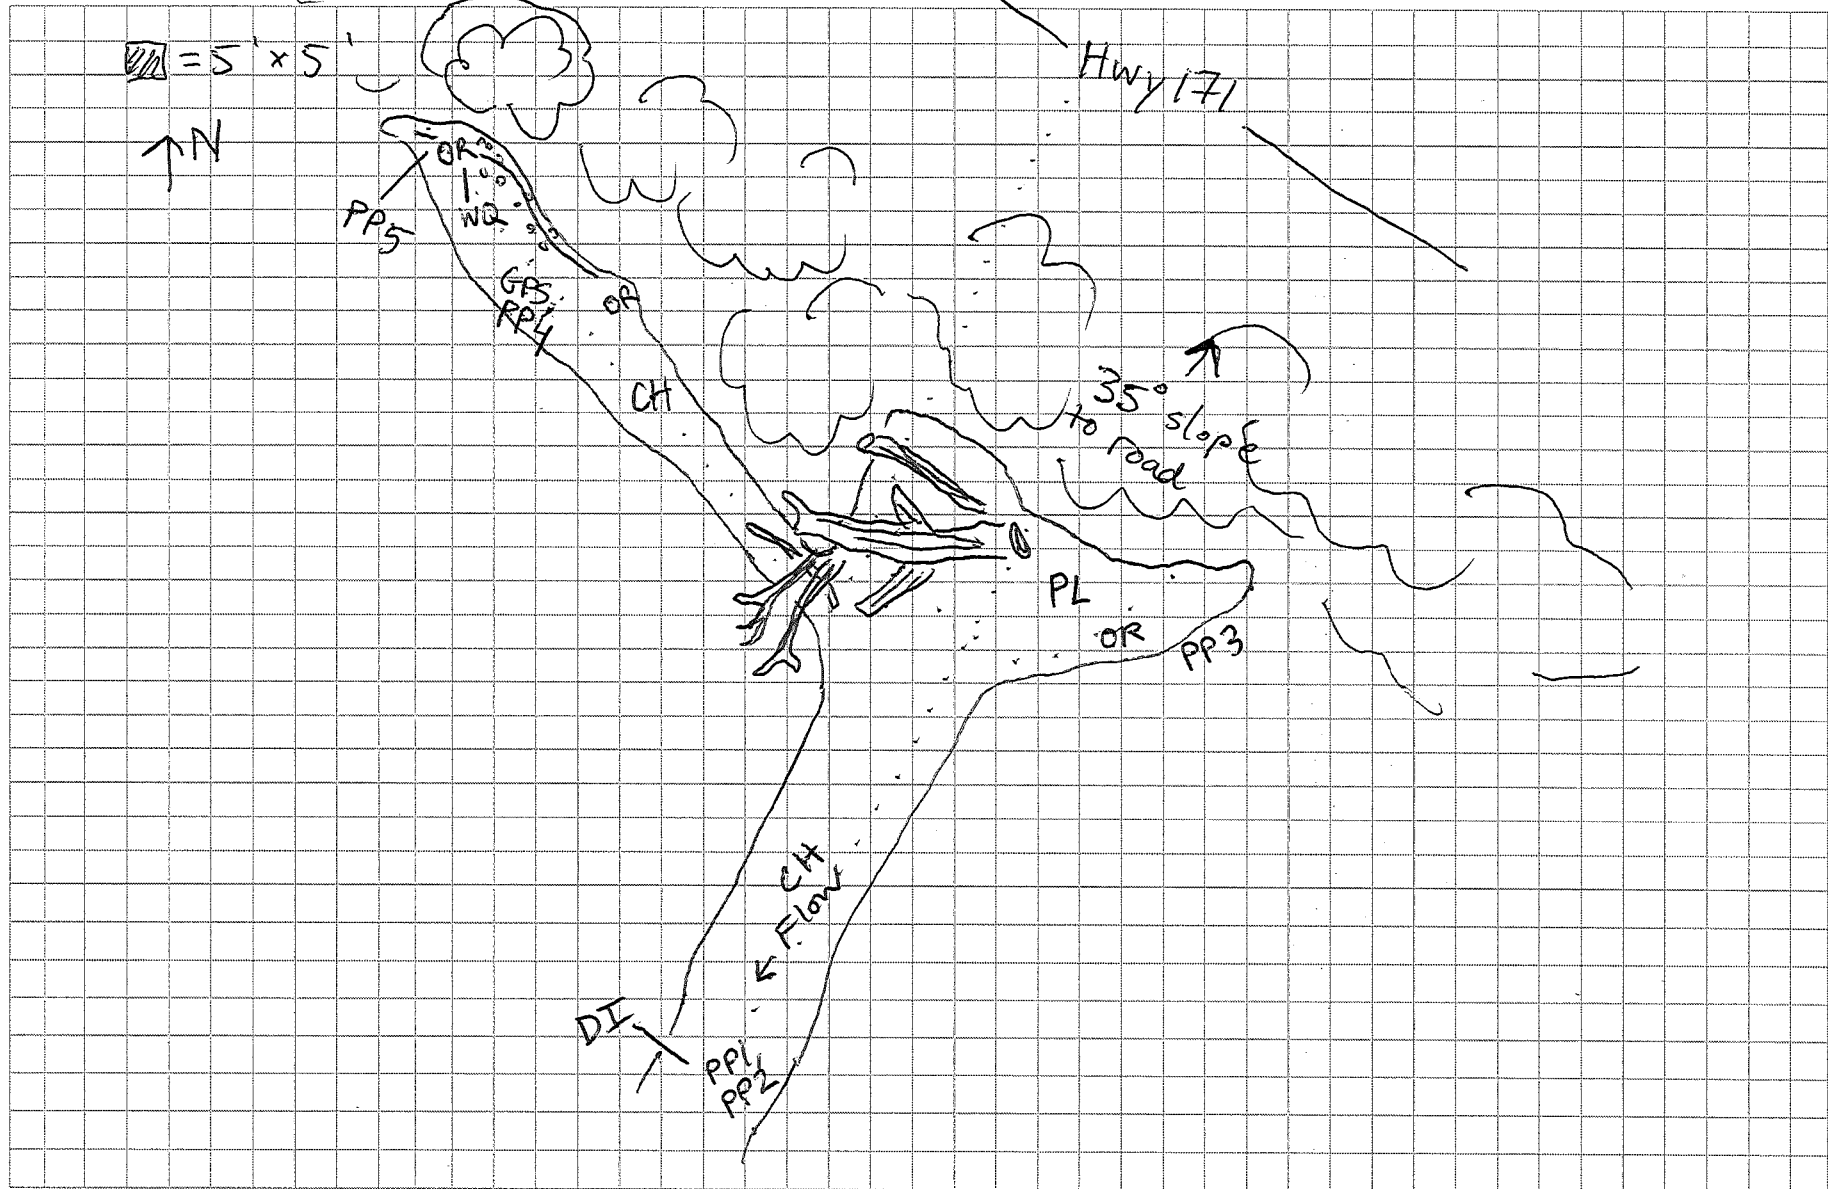 = 5' x 5'
Hwy 171
N
OR
WQ
PP5
GPS
PP4
OR
CH
35° slope
to road
PL
OR
PP3
CH
Flow
DI
PP1,
PP2